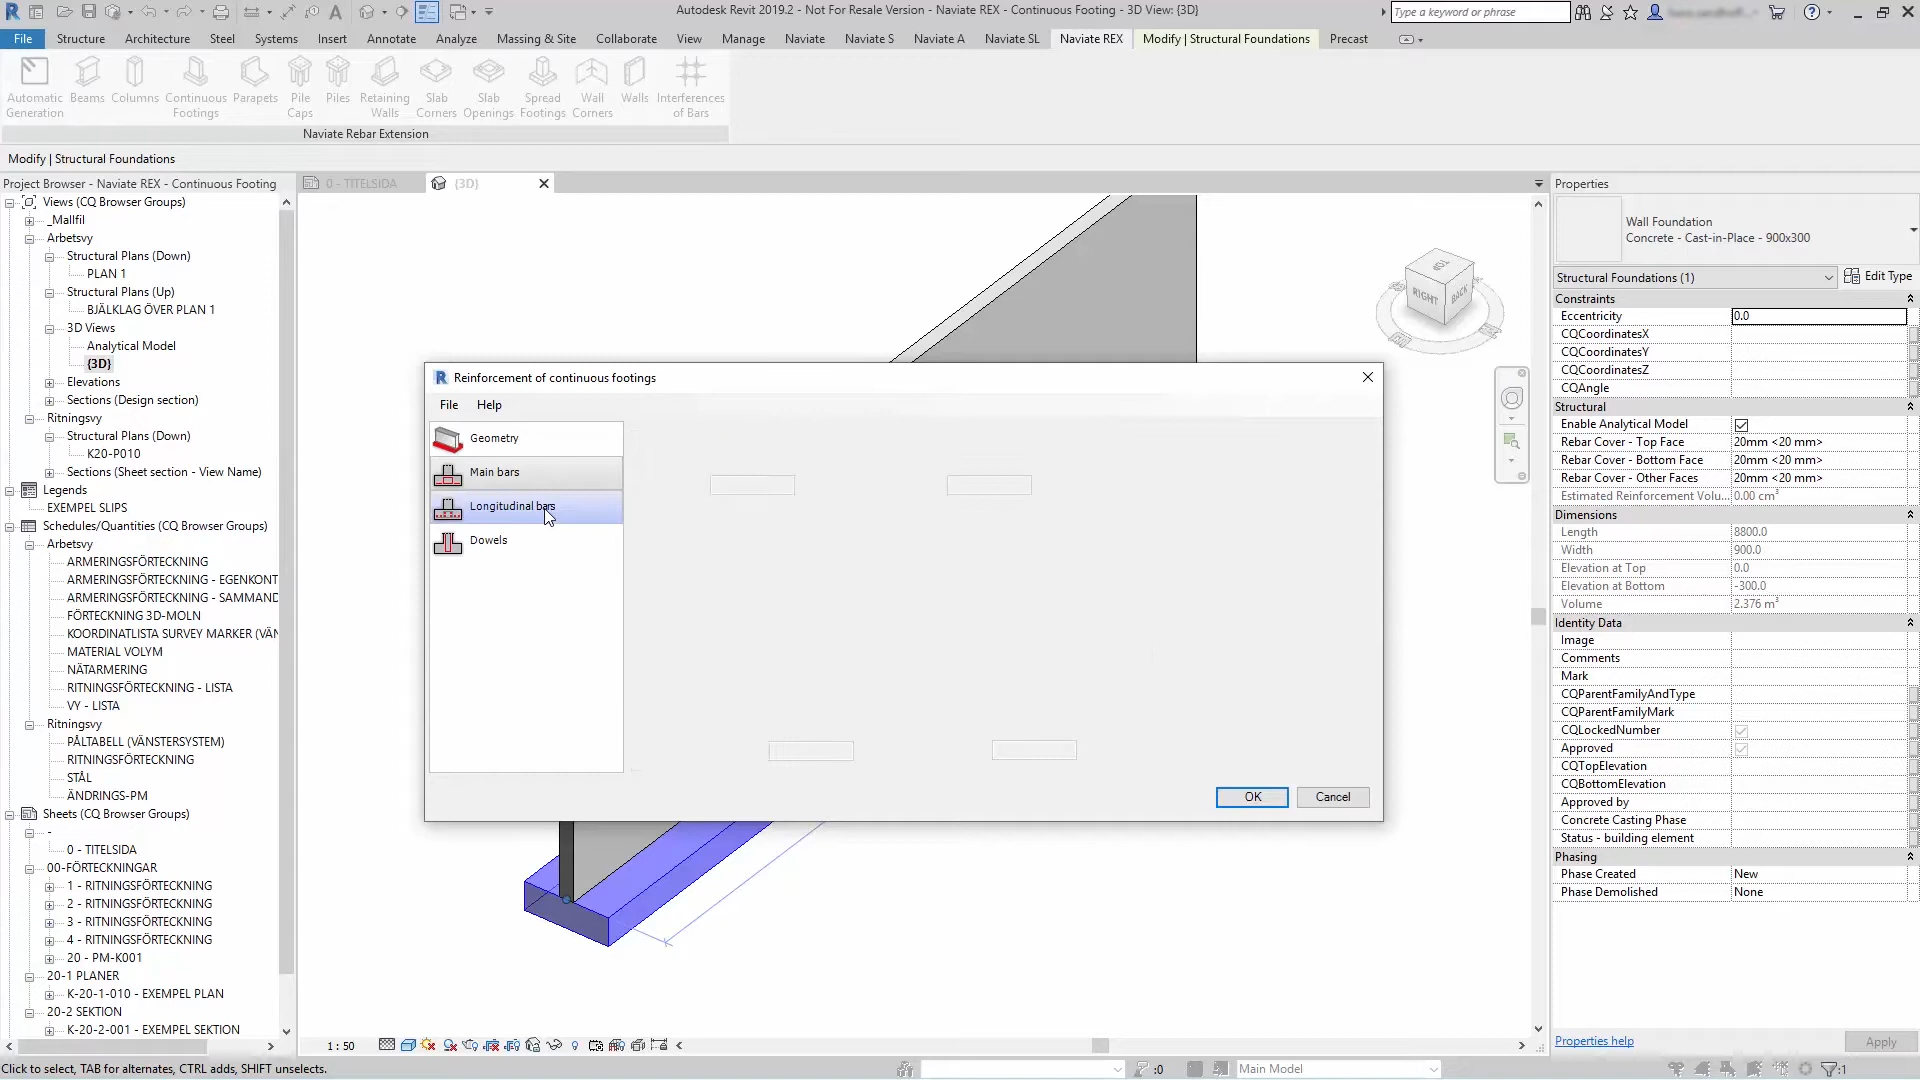 Autodesk Revit 2019.2 - Not For Resale Version - Naviate REX - Continuous Footing - 3D View: {3D}
Type a keyword or phrase
File Structure Architecture Steel Systems Insert Annotate Analyze Massing & Site Collaborate View Manage Naviate Naviate S Naviate A Naviate SL Naviate REX Modify | Structural Foundations Precast
Automatic Generation
Beams
Columns
Continuous Footings
Parapets
Pile Caps
Piles
Retaining Walls
Slab Corners
Slab Openings
Spread Footings
Wall Corners
Walls
Interferences of Bars
Naviate Rebar Extension
Modify | Structural Foundations
Project Browser - Naviate REX - Continuous Footing
Views (CQ Browser Groups)
_Mallfil
Arbetsvy
Structural Plans (Down)
PLAN 1
Structural Plans (Up)
BJÄLKLAG ÖVER PLAN 1
3D Views
Analytical Model
{3D}
Elevations
Sections (Design section)
Ritningsvy
Structural Plans (Down)
K20-P010
Sections (Sheet section - View Name)
Legends
EXEMPEL SLIPS
Schedules/Quantities (CQ Browser Groups)
Arbetsvy
ARMERINGSFÖRTECKNING
ARMERINGSFÖRTECKNING - EGENKONT
ARMERINGSFÖRTECKNING - SAMMAND
FÖRTECKNING 3D-MOLN
KOORDINATLISTA SURVEY MARKER (VÄN
MATERIAL VOLYM
NÄTARMERING
RITNINGSFÖRTECKNING - LISTA
VY - LISTA
Ritningsvy
PÅLTABELL (VÄNSTERSYSTEM)
RITNINGSFÖRTECKNING
STÅL
ÄNDRINGS-PM
Sheets (CQ Browser Groups)
-
0 - TITELSIDA
00-FÖRTECKNINGAR
1 - RITNINGSFÖRTECKNING
2 - RITNINGSFÖRTECKNING
3 - RITNINGSFÖRTECKNING
4 - RITNINGSFÖRTECKNING
20 - PM-K001
20-1 PLANER
K-20-1-010 - EXEMPEL PLAN
20-2 SEKTION
K-20-2-001 - EXEMPEL SEKTION
0 - TITELSIDA
{3D}
TOP
RIGHT
BACK
Reinforcement of continuous footings
File Help
Geometry
Main bars
Longitudinal bars
Dowels
OK Cancel
1 : 50
Properties
Wall Foundation
Concrete - Cast-in-Place - 900x300
Structural Foundations (1) Edit Type
Constraints
Eccentricity 0.0
CQCoordinatesX
CQCoordinatesY
CQCoordinatesZ
CQAngle
Structural
Enable Analytical Model
Rebar Cover - Top Face 20mm <20 mm>
Rebar Cover - Bottom Face 20mm <20 mm>
Rebar Cover - Other Faces 20mm <20 mm>
Estimated Reinforcement Volu... 0.00 cm³
Dimensions
Length 8800.0
Width 900.0
Elevation at Top 0.0
Elevation at Bottom -300.0
Volume 2.376 m³
Identity Data
Image
Comments
Mark
CQParentFamilyAndType
CQParentFamilyMark
CQLockedNumber
Approved
CQTopElevation
CQBottomElevation
Approved by
Concrete Casting Phase
Status - building element
Phasing
Phase Created New
Phase Demolished None
Properties help Apply
Click to select, TAB for alternates, CTRL adds, SHIFT unselects.
:0
Main Model
:1